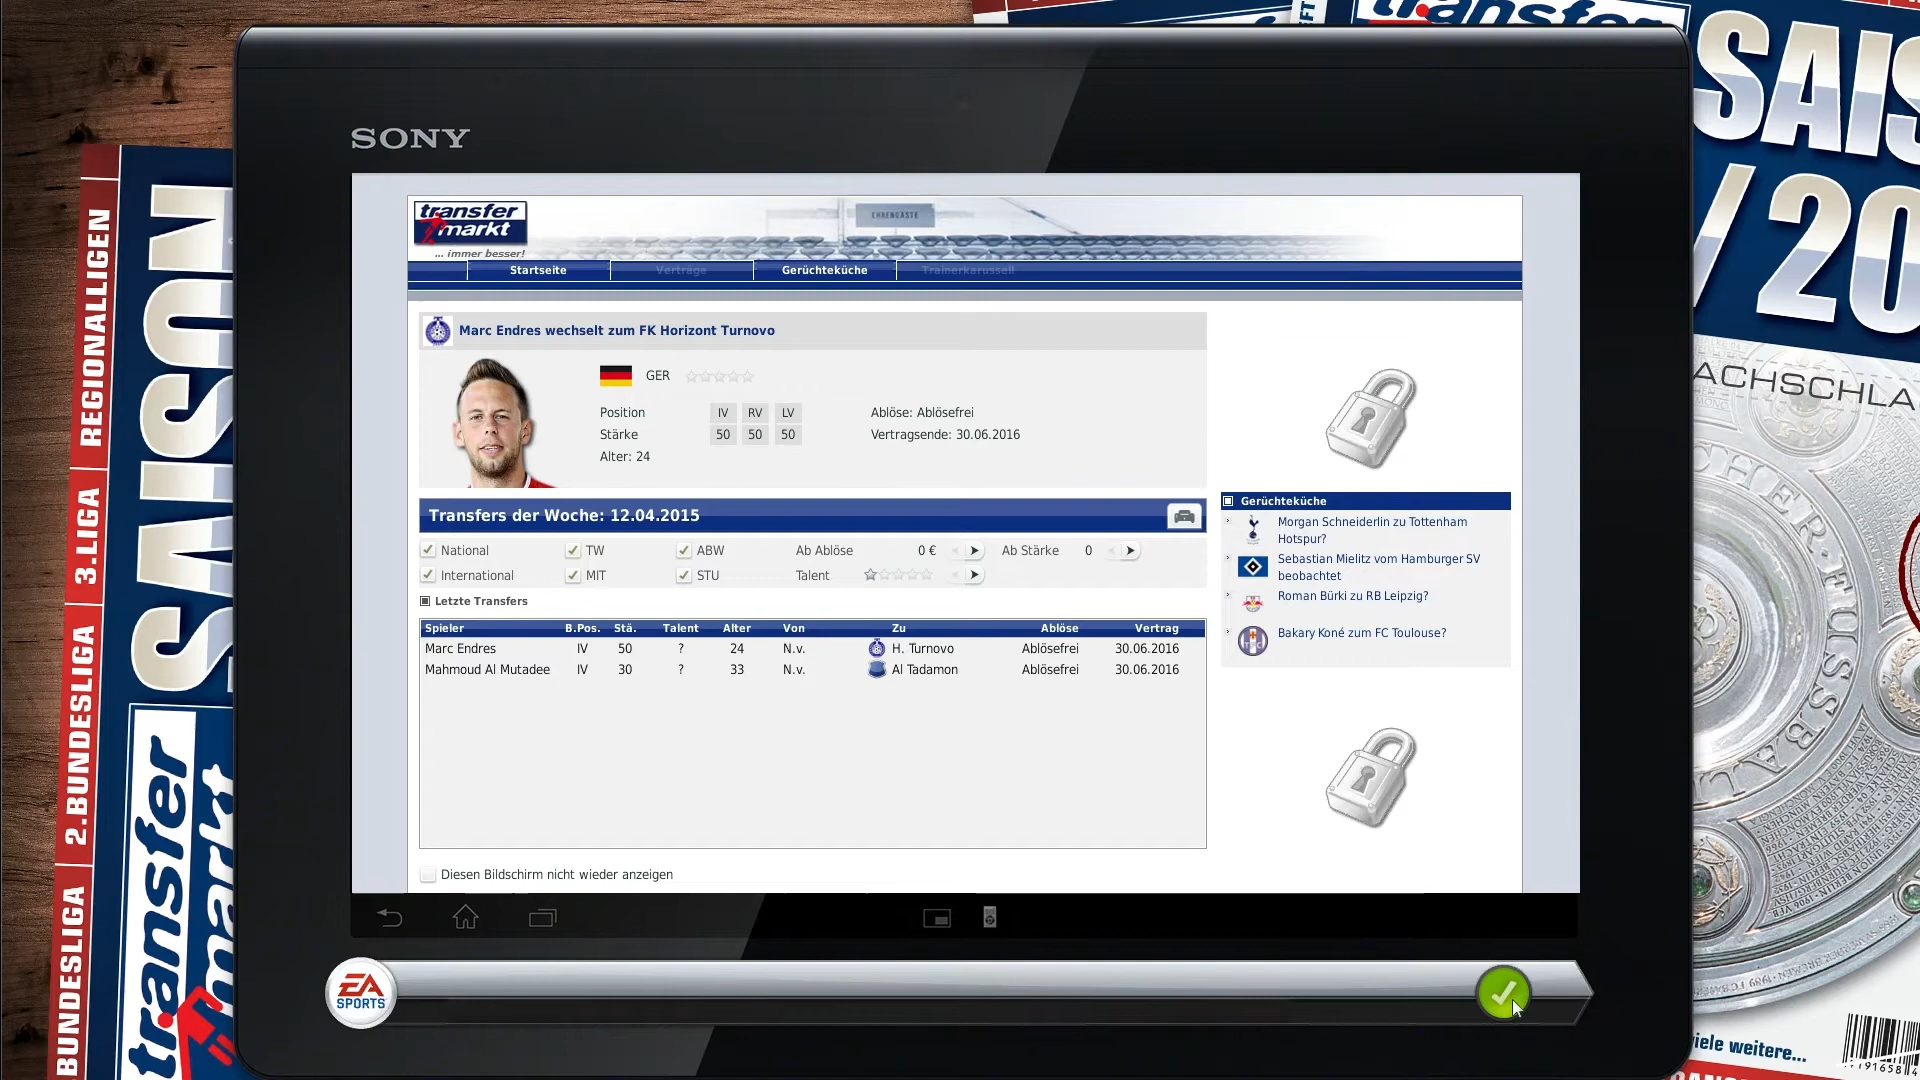 SONY
transfer
markt
... immer besser!
EHRENGÄSTE
Startseite
Verträge
Gerüchteküche
Trainerkarussell
Marc Endres wechselt zum FK Horizont Turnovo
GER
Position IV RV LV
Stärke 50 50 50
Alter: 24
Ablöse: Ablösefrei
Vertragsende: 30.06.2016
Transfers der Woche: 12.04.2015
National TW ABW Ab Ablöse 0 € Ab Stärke 0
International MIT STU Talent
Letzte Transfers
Spieler B.Pos. Stä. Talent Alter Von Zu Ablöse Vertrag
Marc Endres IV 50 ? 24 N.v. H. Turnovo Ablösefrei 30.06.2016
Mahmoud Al Mutadee IV 30 ? 33 N.v. Al Tadamon Ablösefrei 30.06.2016
Diesen Bildschirm nicht wieder anzeigen
Gerüchteküche
Morgan Schneiderlin zu Tottenham
Hotspur?
Sebastian Mielitz vom Hamburger SV
beobachtet
Roman Bürki zu RB Leipzig?
Bakary Koné zum FC Toulouse?
EA
SPORTS
BUNDESLIGA
2.BUNDESLIGA
3.LIGA
REGIONALLIGEN
SAISON
transfer
markt
transfer
SAIS
/20
ACHSCHLA
viele weitere...